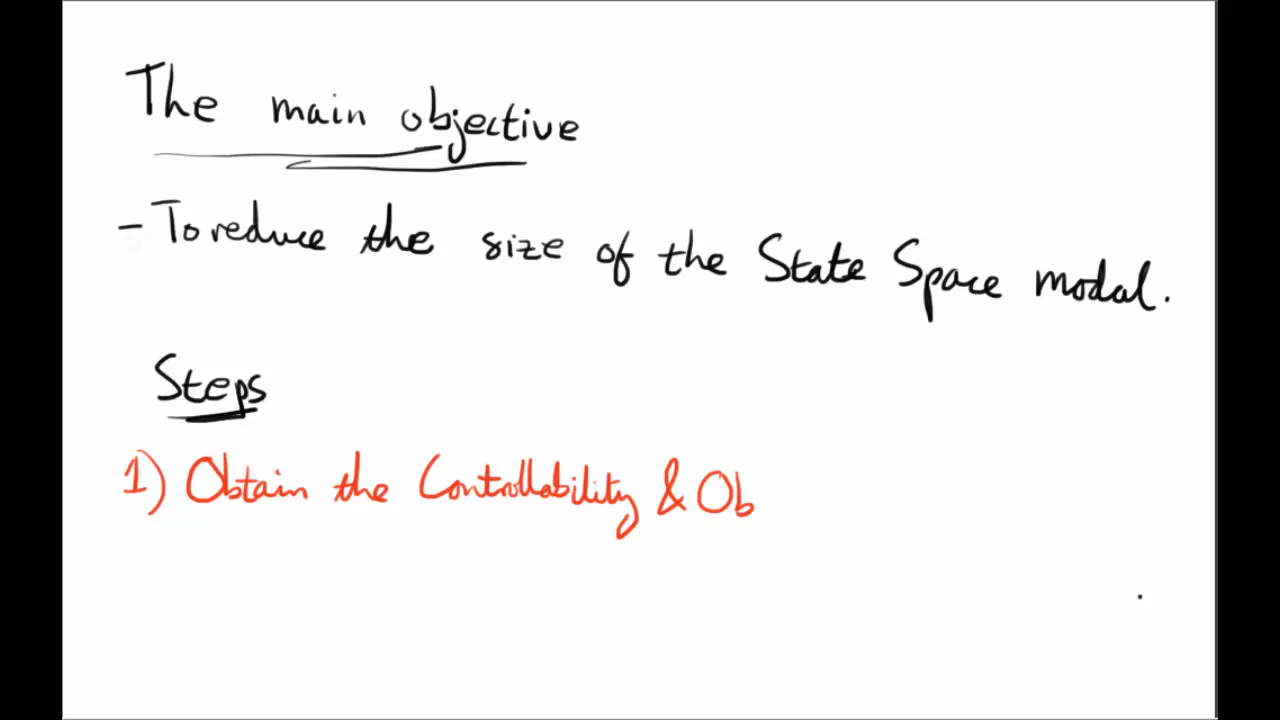 The main objective
- To reduce the size of the State Space modal.
Steps
1) Obtain the Controllability & Ob